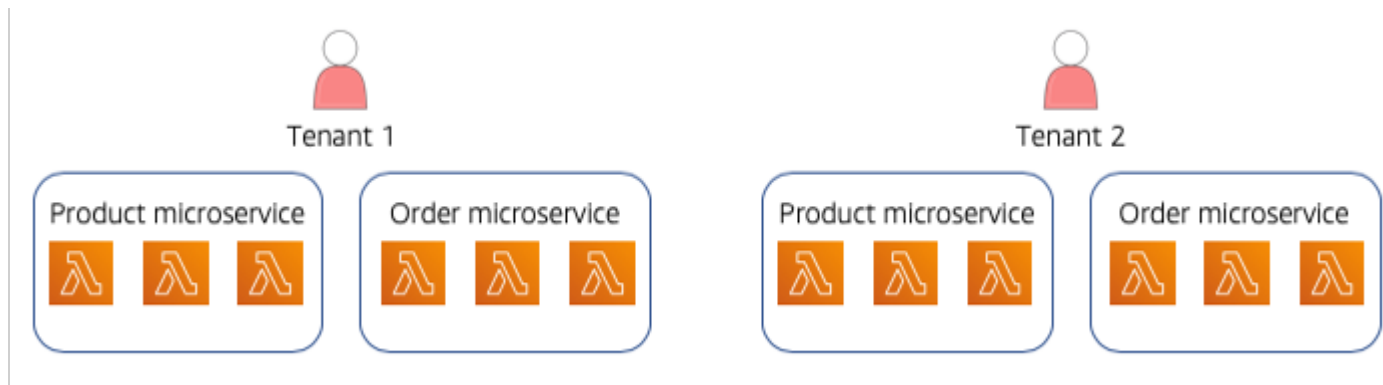 Tenant 1
Tenant 2
Product microservice
Order microservice
Product microservice
Order microservice